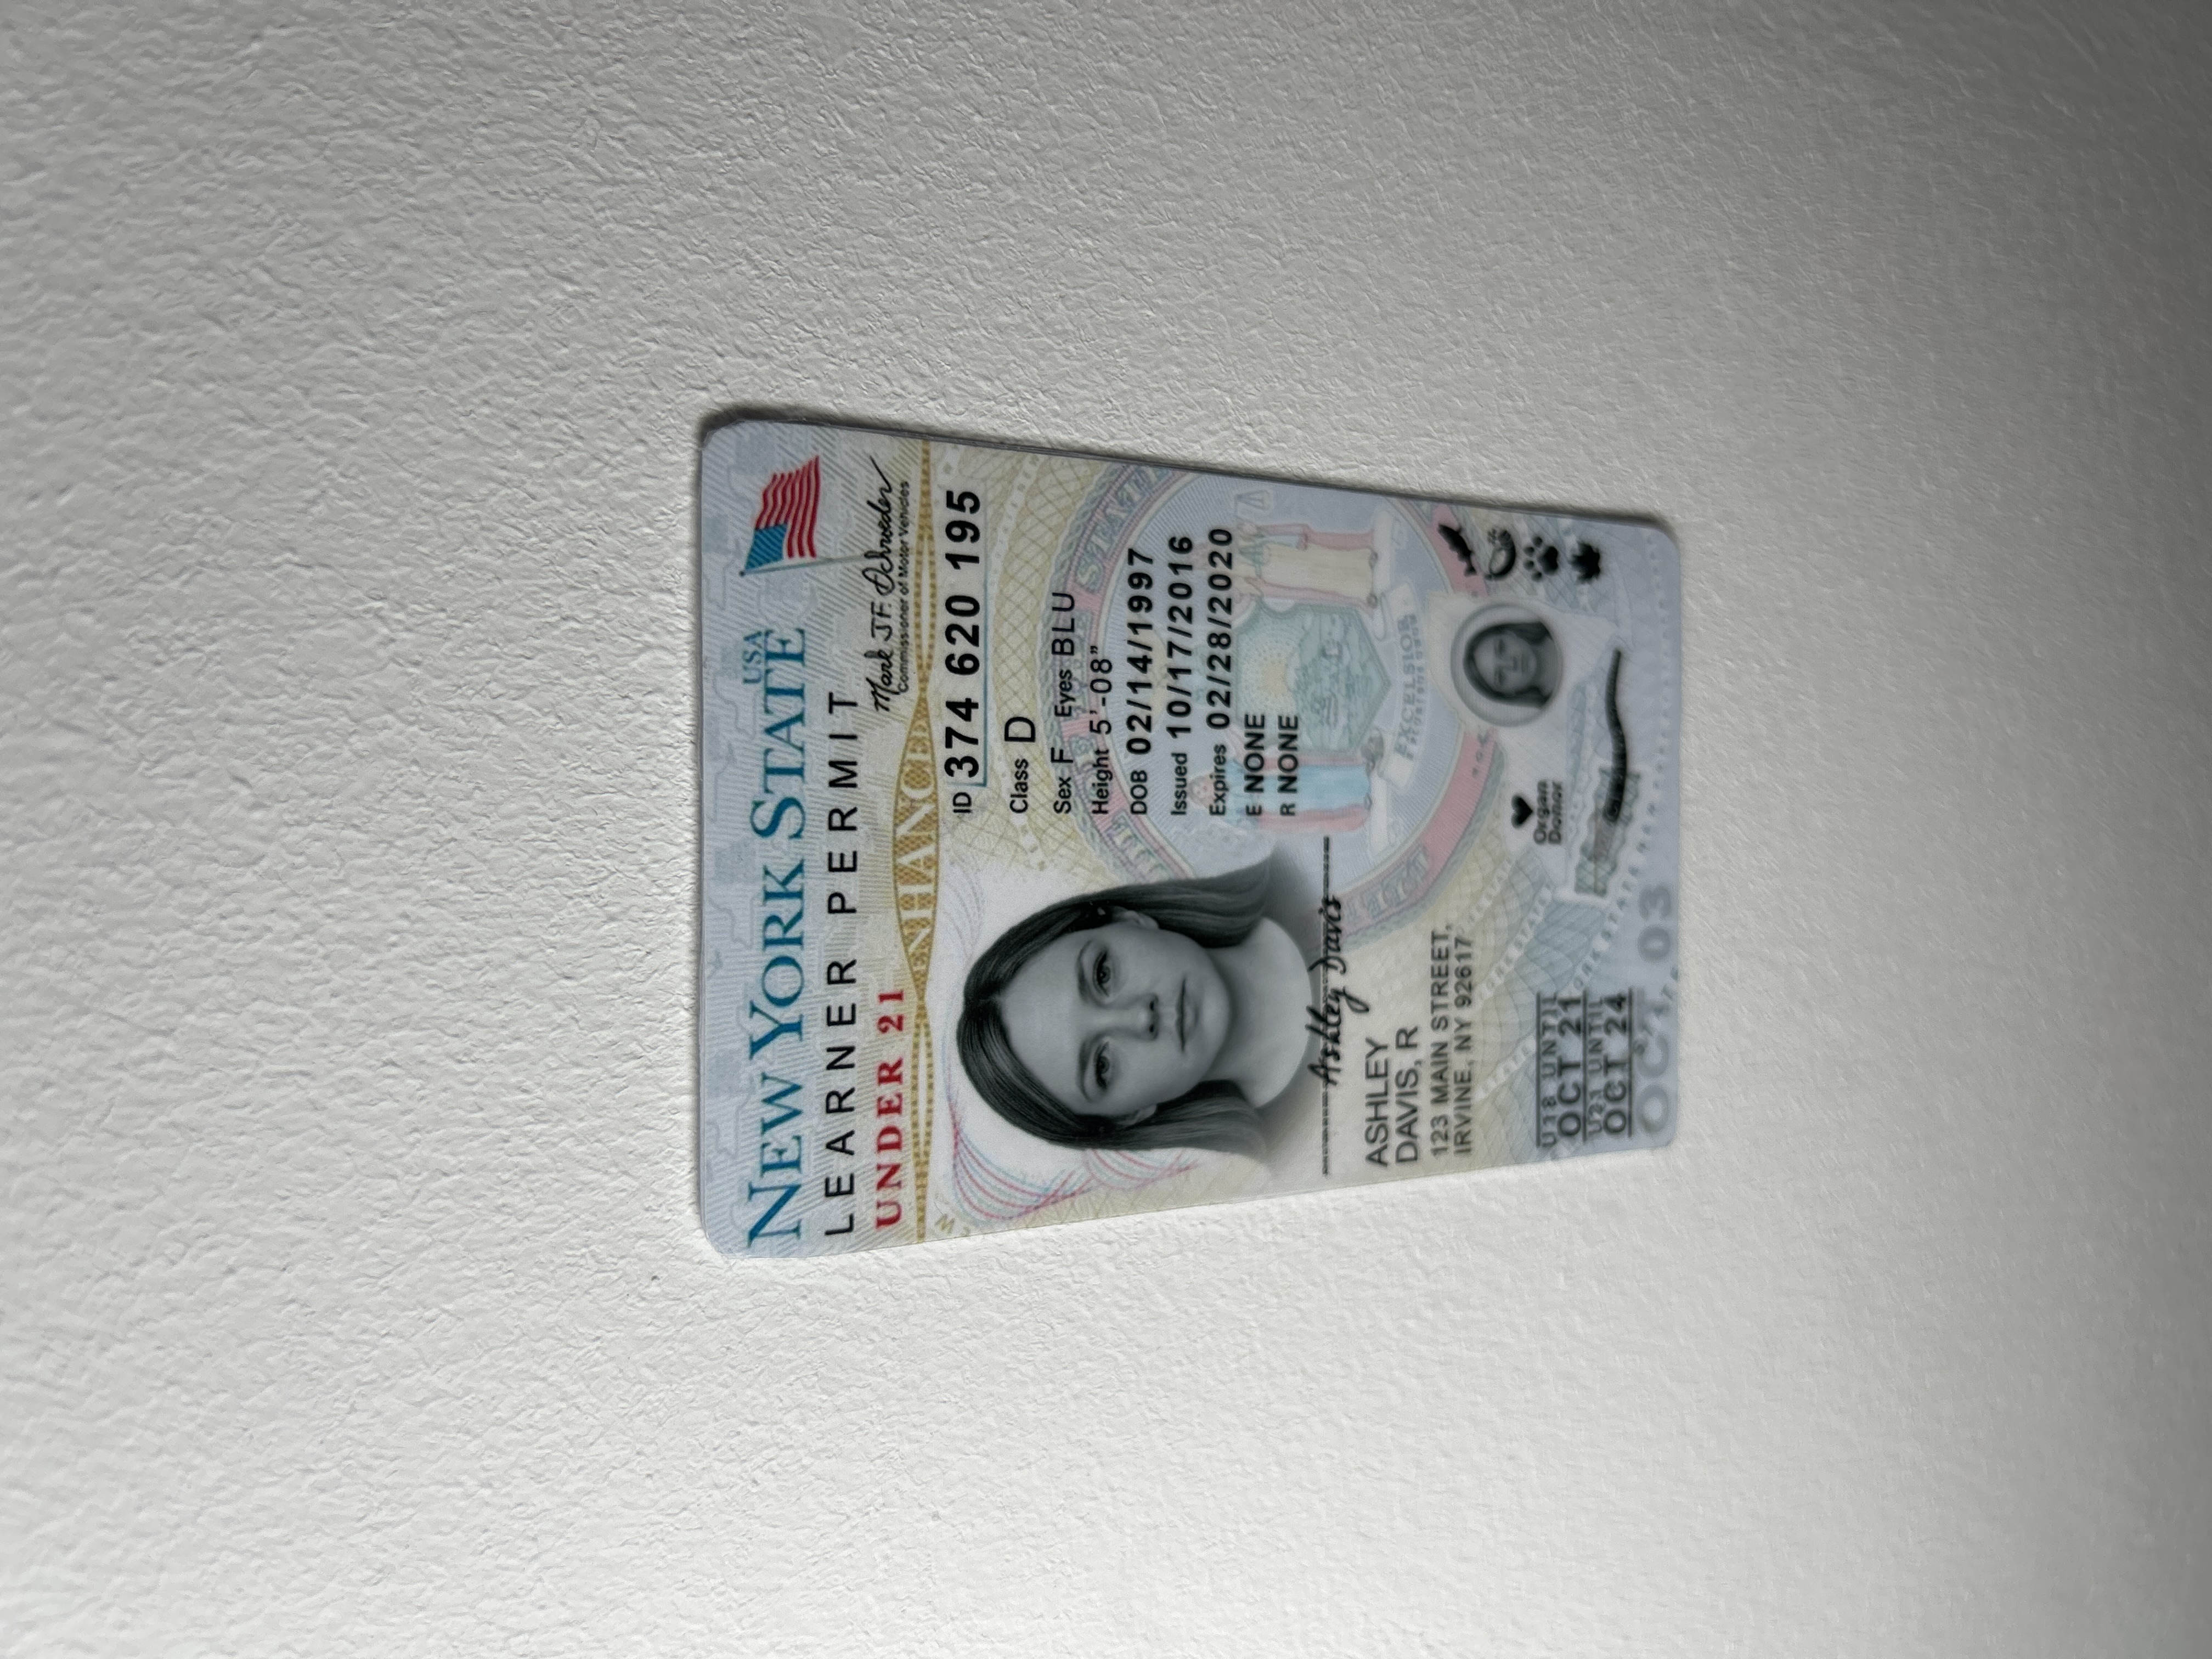 USA
NEW YORK STATE
LEARNER PERMIT
UNDER 21
Mark J.F. Schroeder
Commissioner of Motor Vehicles
ENHANCED
ID 374 620 195
Class D
Sex F Eyes BLU
Height 5'-08"
DOB 02/14/1997
Issued 10/17/2016
Expires 02/28/2020
E NONE
R NONE
Ashley Davis
ASHLEY
DAVIS, R
123 MAIN STREET,
IRVINE, NY 92617
EXCELSIOR
Organ
Donor
U18 UNTIL
OCT 21
U21 UNTIL
OCT 24
OCT 03